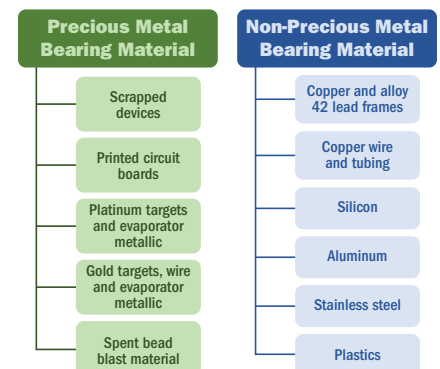 Precious Metal
Bearing Material
Scrapped
devices
Printed circuit
boards
Platinum targets
and evaporator
metallic
Gold targets, wire
and evaporator
metallic
Spent bead
blast material
Non-Precious Metal
Bearing Material
Copper and alloy
42 lead frames
Copper wire
and tubing
Silicon
Aluminum
Stainless steel
Plastics